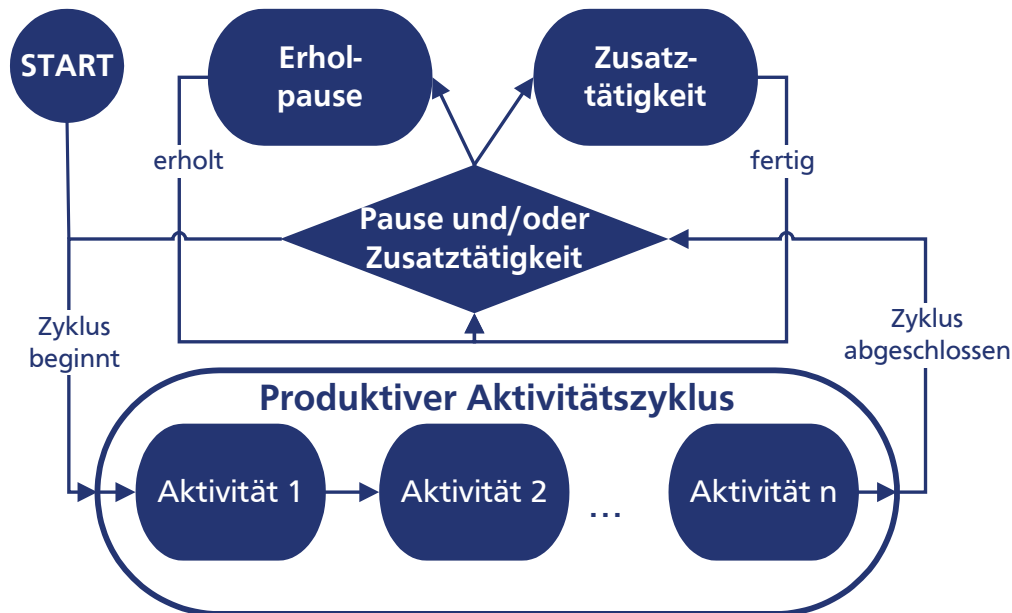 START
Erhol-
pause
Zusatz-
tätigkeit
erholt
fertig
Pause und/oder
Zusatztätigkeit
Zyklus
beginnt
Zyklus
abgeschlossen
Produktiver Aktivitätszyklus
Aktivität 1
Aktivität 2
...
Aktivität n